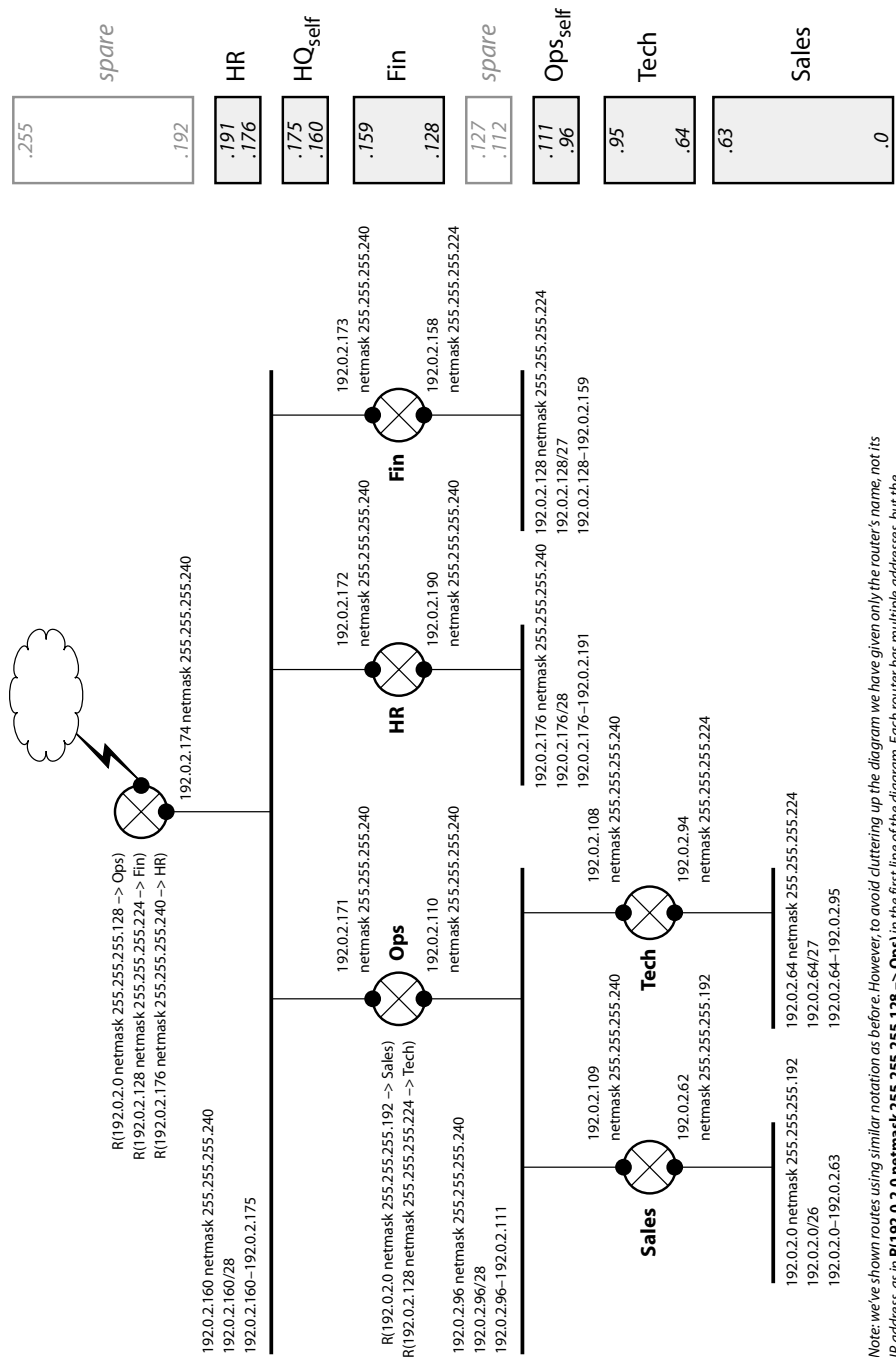 192.0.2.174 netmask 255.255.255.240
R(192.0.2.0 netmask 255.255.255.128 –> Ops)
R(192.0.2.128 netmask 255.255.255.224 –> Fin)
R(192.0.2.176 netmask 255.255.255.240 –> HR)
192.0.2.160 netmask 255.255.255.240
192.0.2.160/28
192.0.2.160–192.0.2.175
192.0.2.171
netmask 255.255.255.240
Ops
192.0.2.110
netmask 255.255.255.240
R(192.0.2.0 netmask 255.255.255.192 –> Sales)
R(192.0.2.128 netmask 255.255.255.224 –> Tech)
192.0.2.172
netmask 255.255.255.240
HR
192.0.2.190
netmask 255.255.255.240
192.0.2.173
netmask 255.255.255.240
Fin
192.0.2.158
netmask 255.255.255.224
192.0.2.96 netmask 255.255.255.240
192.0.2.96/28
192.0.2.96–192.0.2.111
192.0.2.176 netmask 255.255.255.240
192.0.2.176/28
192.0.2.176–192.0.2.191
192.0.2.128 netmask 255.255.255.224
192.0.2.128/27
192.0.2.128–192.0.2.159
192.0.2.109
netmask 255.255.255.240
Sales
192.0.2.62
netmask 255.255.255.192
192.0.2.108
netmask 255.255.255.240
Tech
192.0.2.94
netmask 255.255.255.224
192.0.2.0 netmask 255.255.255.192
192.0.2.0/26
192.0.2.0–192.0.2.63
192.0.2.64 netmask 255.255.255.224
192.0.2.64/27
192.0.2.64–192.0.2.95
.255
.192
spare
.191
.176
HR
.175
.160
HQself
.159
.128
Fin
.127
.112
spare
.111
.96
Opsself
.95
.64
Tech
.63
.0
Sales
Note: we've shown routes using similar notation as before. However, to avoid cluttering up the diagram we have given only the router's name, not its
IP address, as in R(192.0.2.0 netmask 255.255.255.128 –> Ops) in the first line of the diagram. Each router has multiple addresses, but the